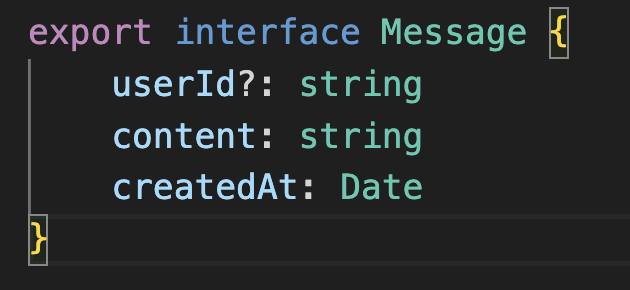 export interface Message {
    userId?: string
    content: string
    createdAt: Date
}